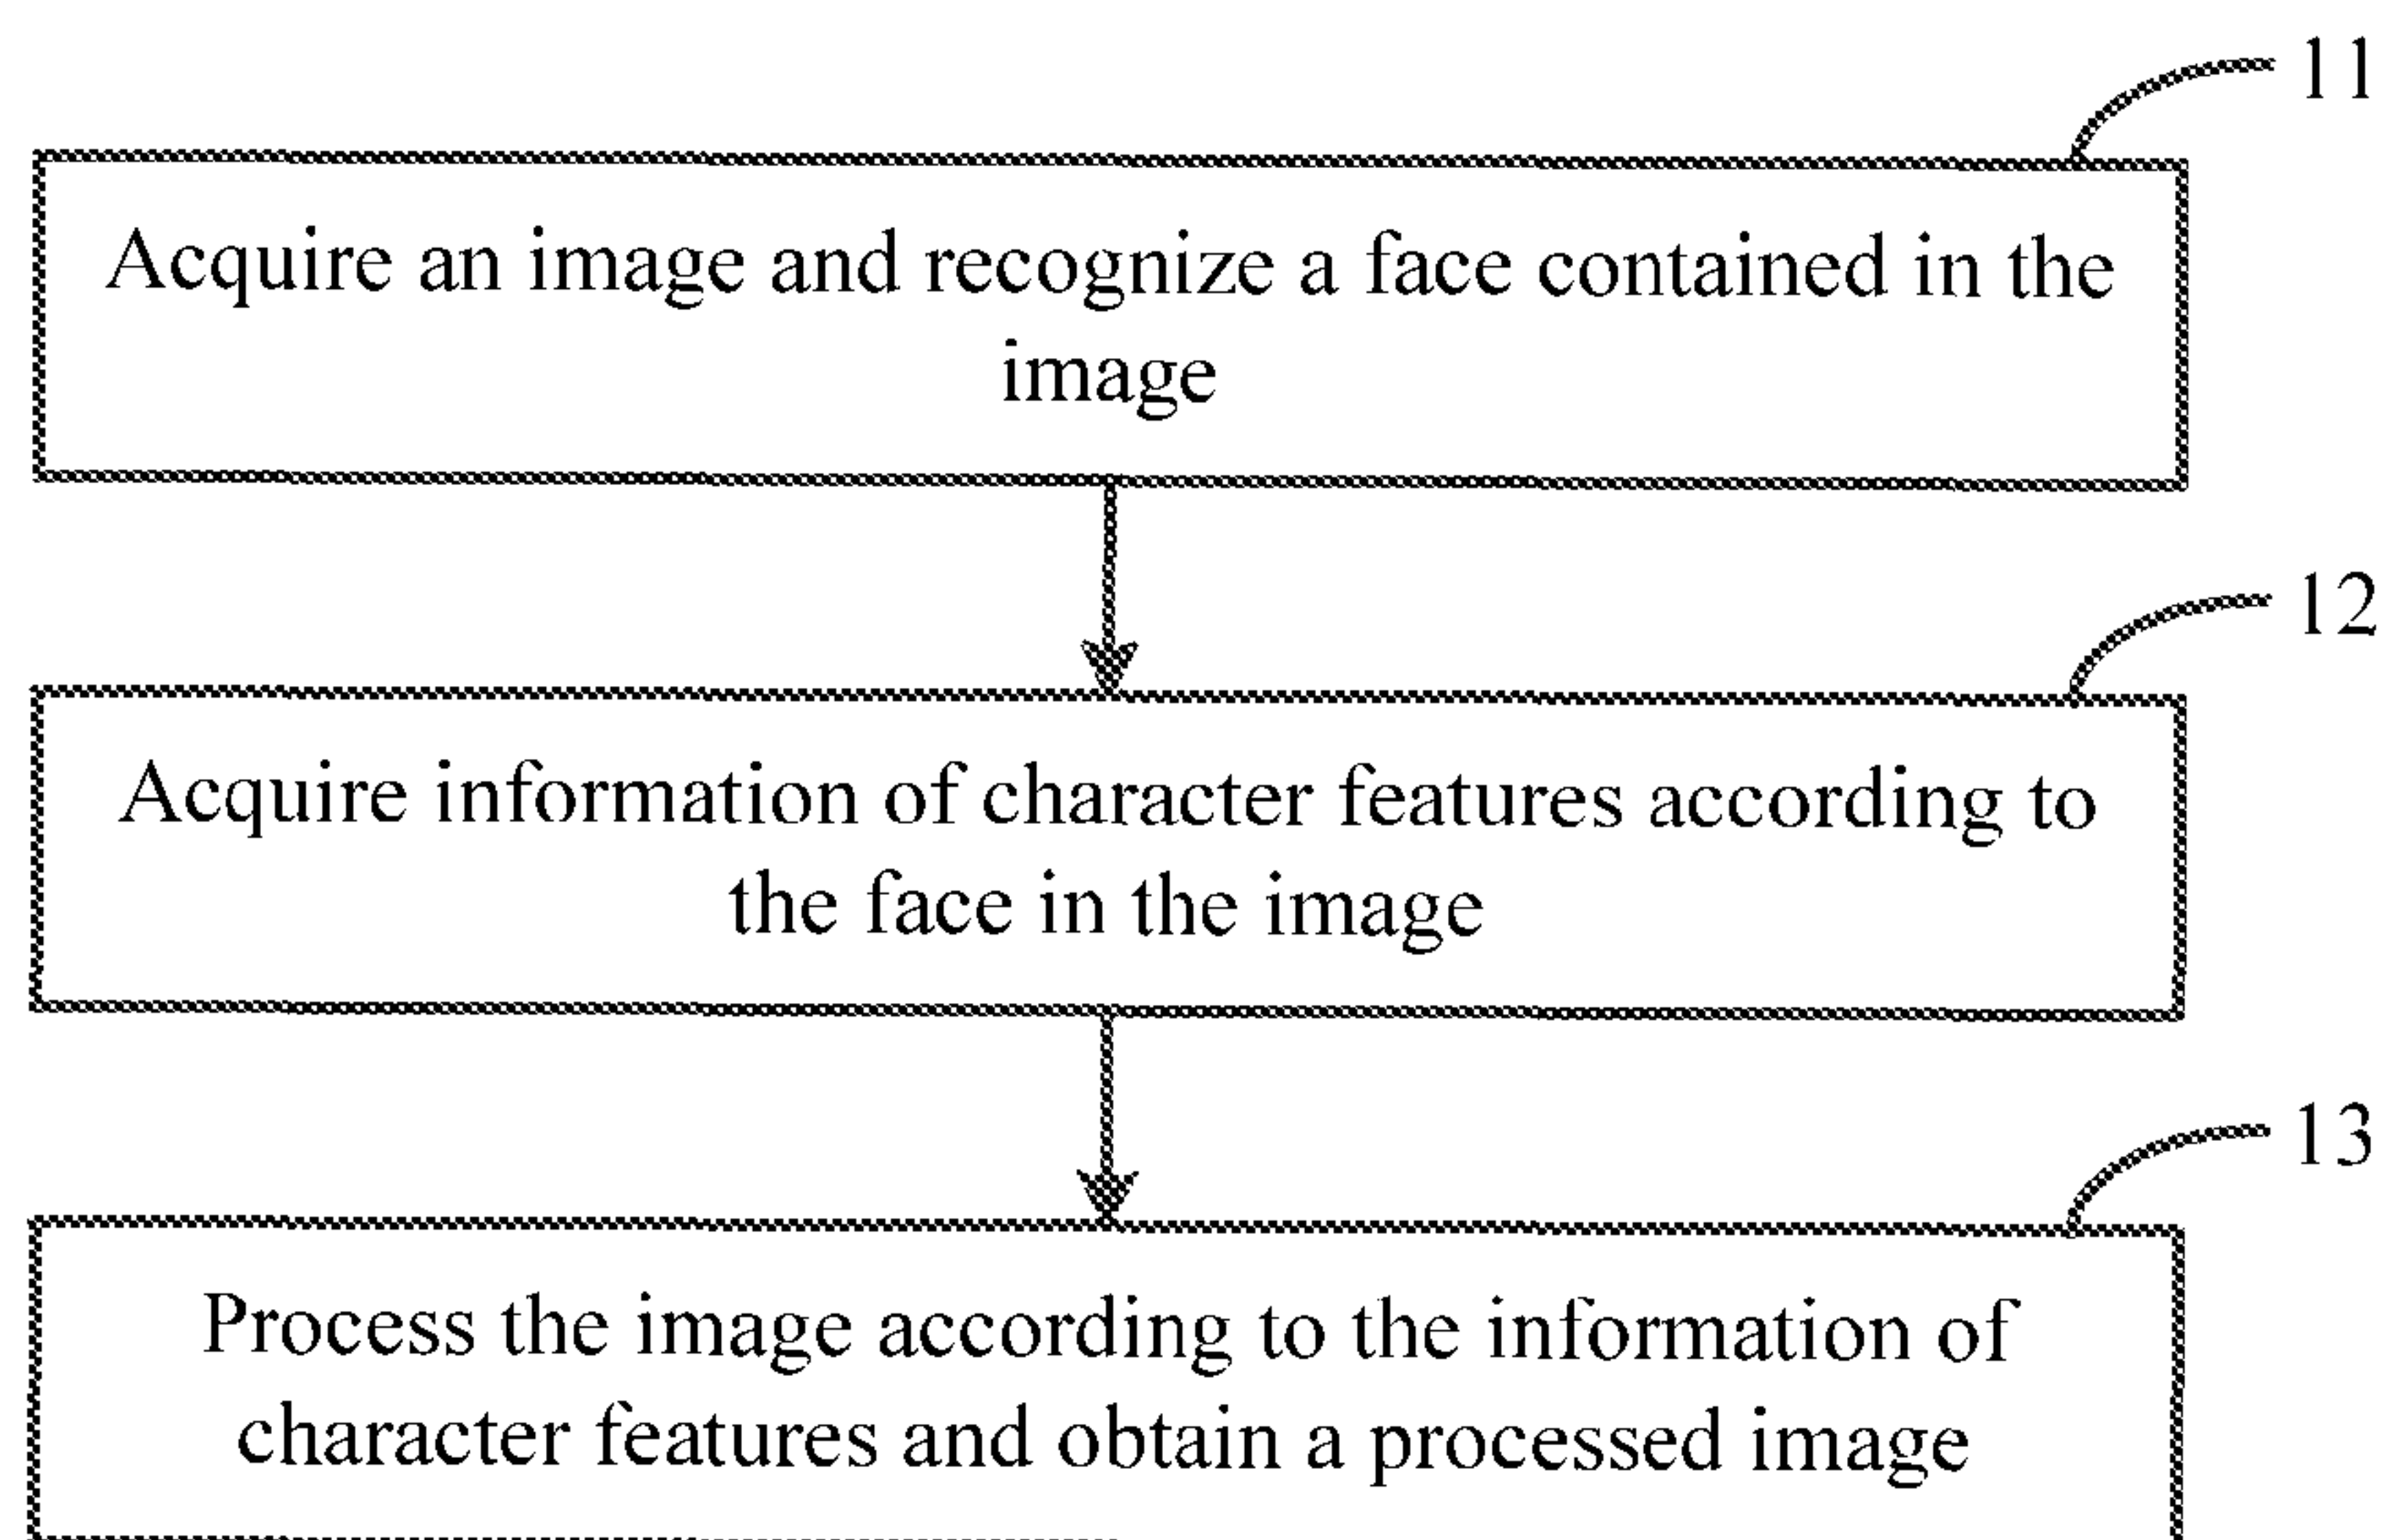 11
Acquire an image and recognize a face contained in the
image
12
Acquire information of character features according to
the face in the image
13
Process the image according to the information of
character features and obtain a processed image